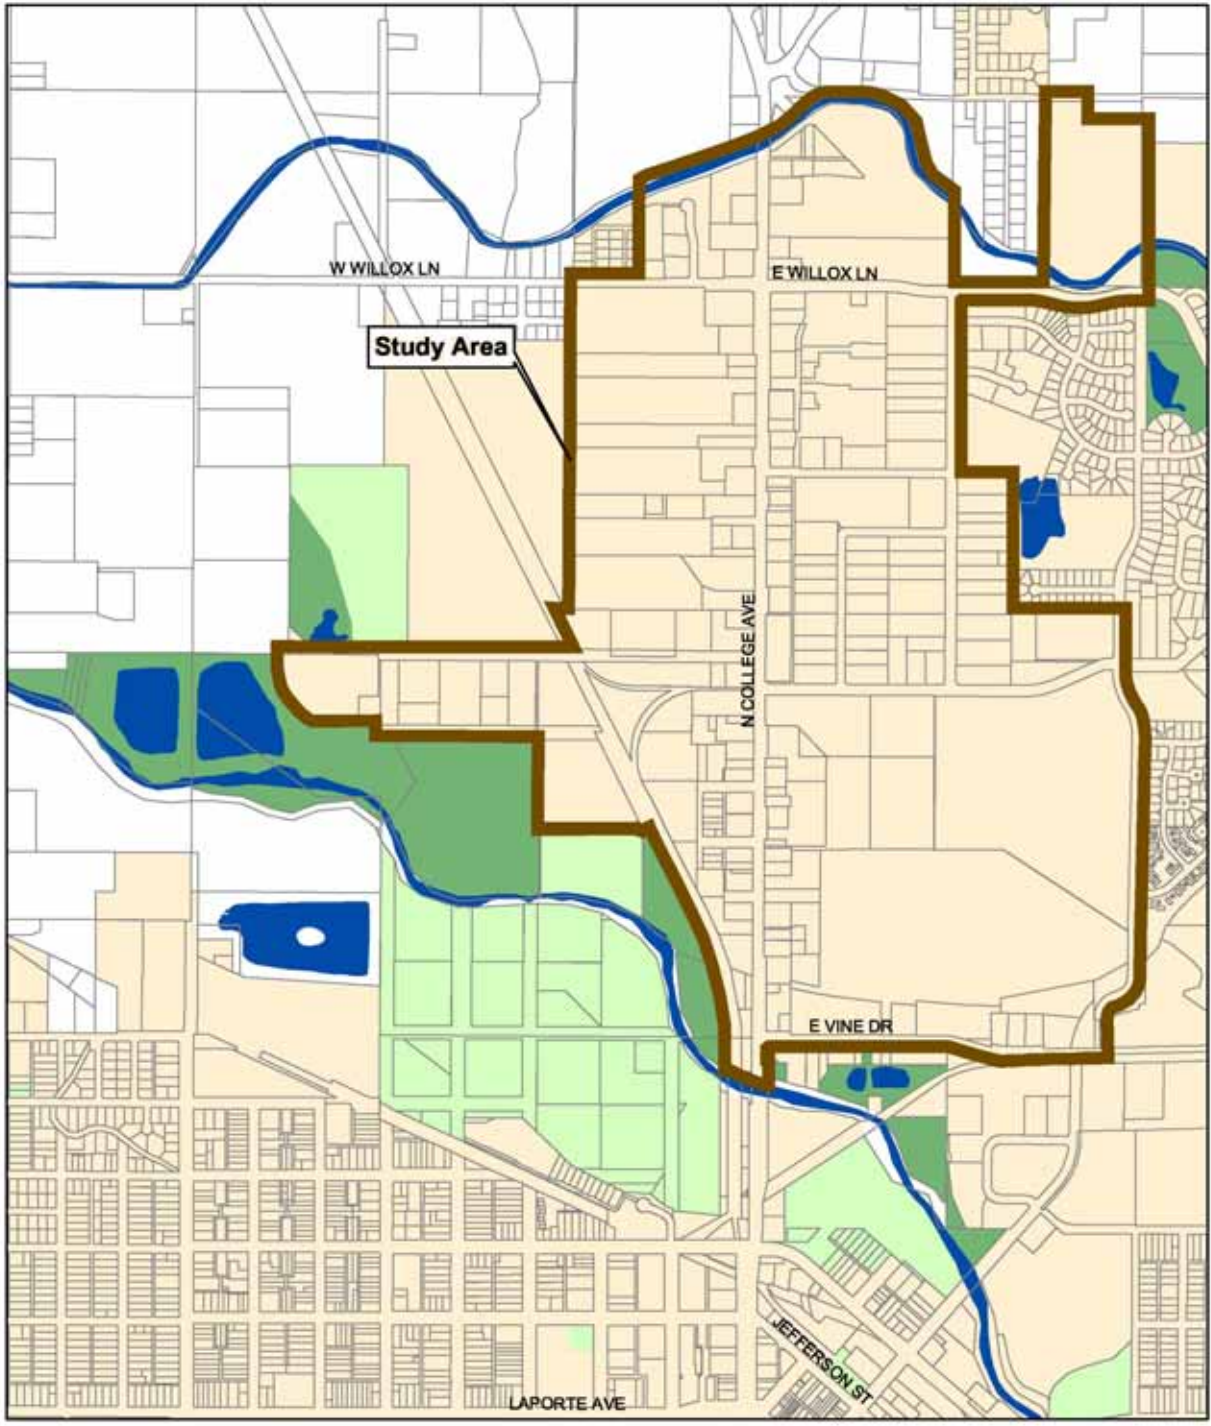 W WILLOX LN
E WILLOX LN
Study Area
N COLLEGE AVE
E VINE DR
JEFFERSON ST
LAPORTE AVE